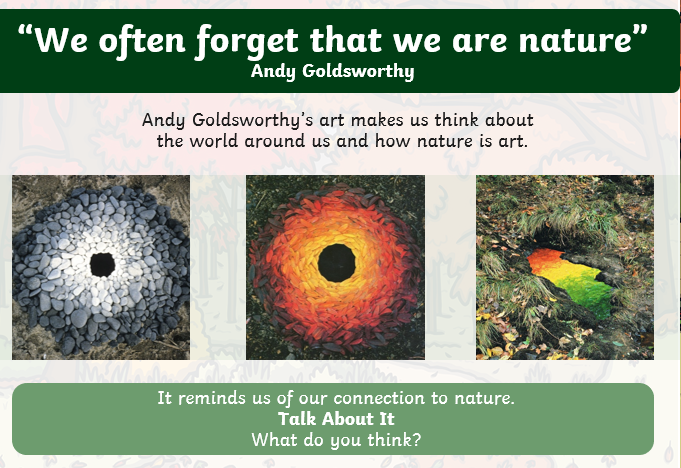 “We often forget that we are nature”
Andy Goldsworthy
Andy Goldsworthy’s art makes us think about
the world around us and how nature is art.
It reminds us of our connection to nature.
Talk About It
What do you think?